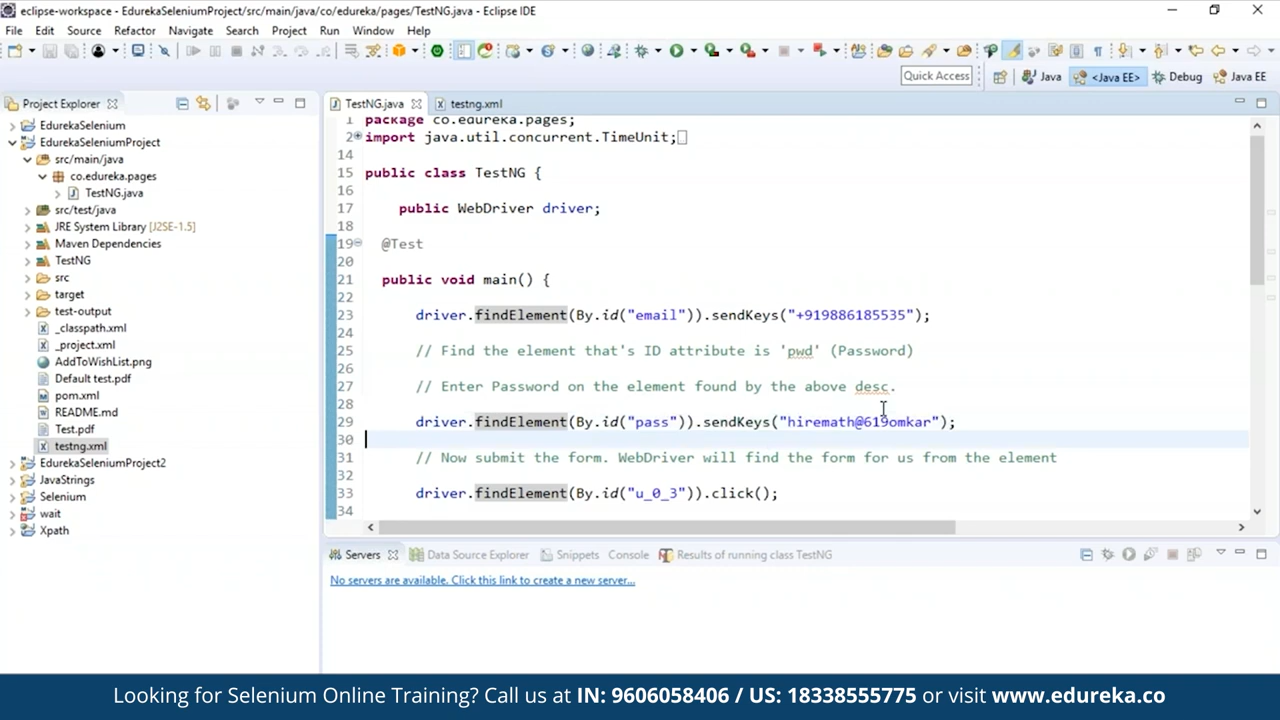 eclipse-workspace - EdurekaSeleniumProject/src/main/java/co/edureka/pages/TestNG.java - Eclipse IDE
File Edit Source Refactor Navigate Search Project Run Window Help
Quick Access
Java
<Java EE>
Debug
Java EE
Project Explorer
EdurekaSelenium
EdurekaSeleniumProject
src/main/java
co.edureka.pages
TestNG.java
src/test/java
JRE System Library [J2SE-1.5]
Maven Dependencies
TestNG
src
target
test-output
_classpath.xml
_project.xml
AddToWishList.png
Default test.pdf
pom.xml
README.md
Test.pdf
testng.xml
EdurekaSeleniumProject2
JavaStrings
Selenium
wait
Xpath
TestNG.java testng.xml
1 package co.edureka.pages;
2 import java.util.concurrent.TimeUnit;
14
15 public class TestNG {
16
17 public WebDriver driver;
18
19 @Test
20
21 public void main() {
22
23 driver.findElement(By.id("email")).sendKeys("+919886185535");
24
25 // Find the element that's ID attribute is 'pwd' (Password)
26
27 // Enter Password on the element found by the above desc.
28
29 driver.findElement(By.id("pass")).sendKeys("hiremath@619omkar");
30
31 // Now submit the form. WebDriver will find the form for us from the element
32
33 driver.findElement(By.id("u_0_3")).click();
34
Servers Data Source Explorer Snippets Console Results of running class TestNG
No servers are available. Click this link to create a new server...
Looking for Selenium Online Training? Call us at IN: 9606058406 / US: 18338555775 or visit www.edureka.co